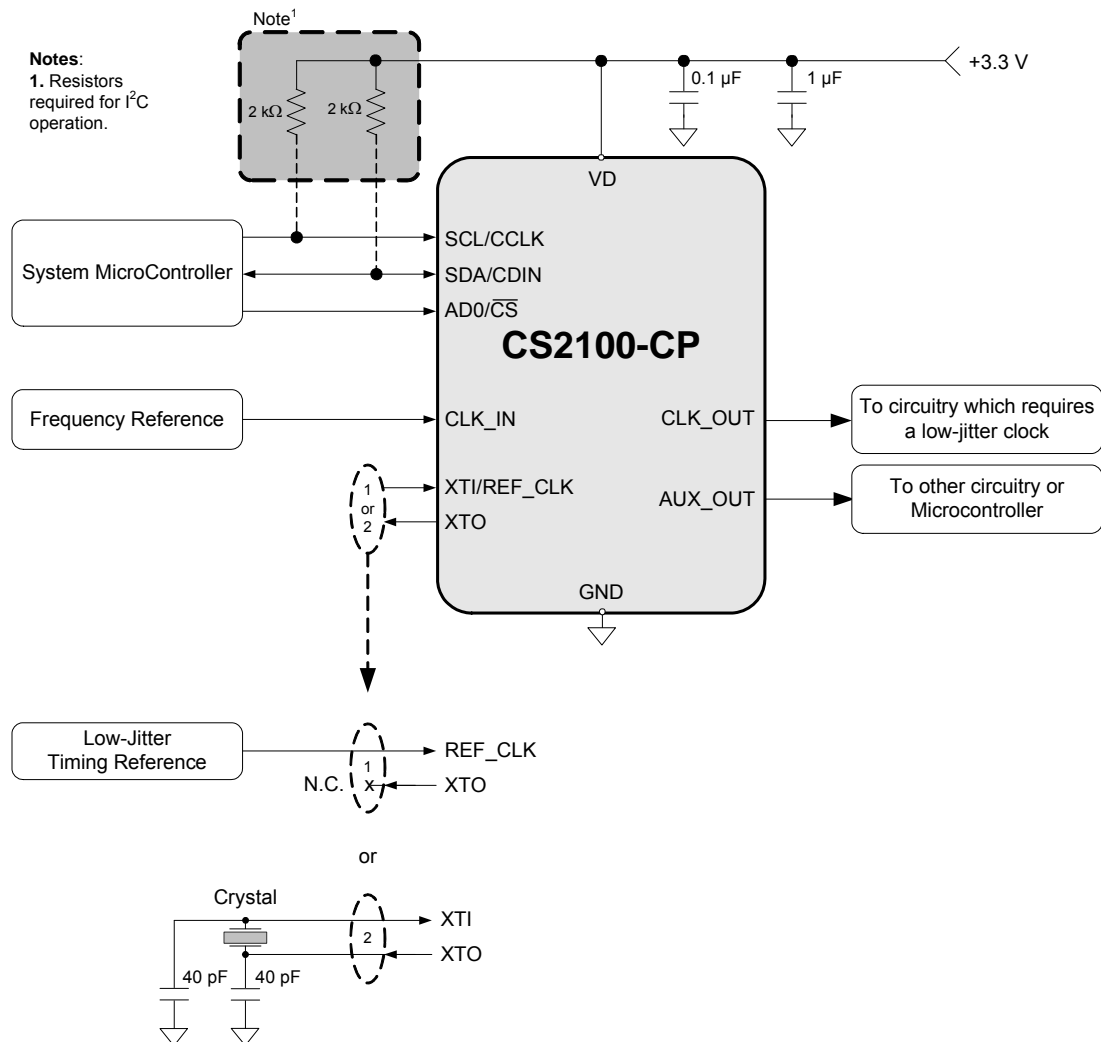 Note¹
Notes:
1. Resistors
required for I²C
operation.
2 kΩ
2 kΩ
0.1 µF
1 µF
+3.3 V
VD
System MicroController
SCL/CCLK
SDA/CDIN
AD0/C̅S̅
CS2100-CP
Frequency Reference
CLK_IN
CLK_OUT
To circuitry which requires
a low-jitter clock
1
or
2
XTI/REF_CLK
XTO
AUX_OUT
To other circuitry or
Microcontroller
GND
Low-Jitter
Timing Reference
1
REF_CLK
N.C.
x
XTO
or
Crystal
2
XTI
XTO
40 pF
40 pF